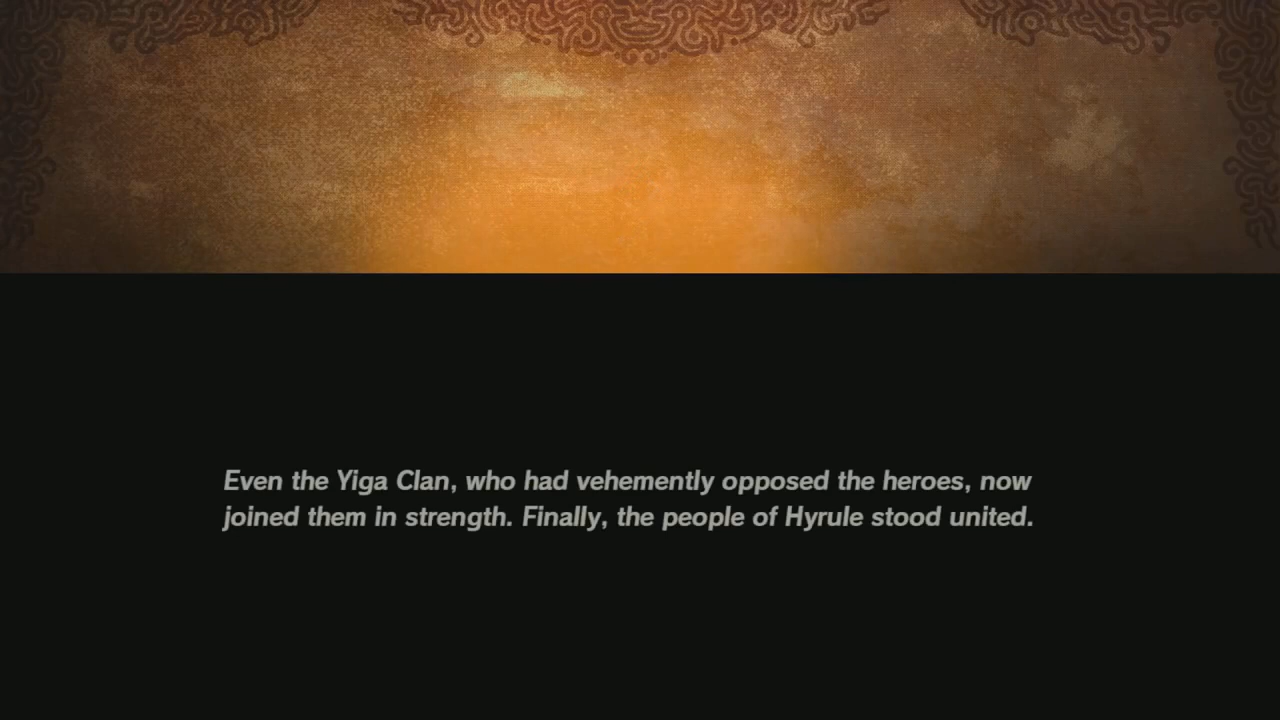 Even the Yiga Clan, who had vehemently opposed the heroes, now
joined them in strength. Finally, the people of Hyrule stood united.